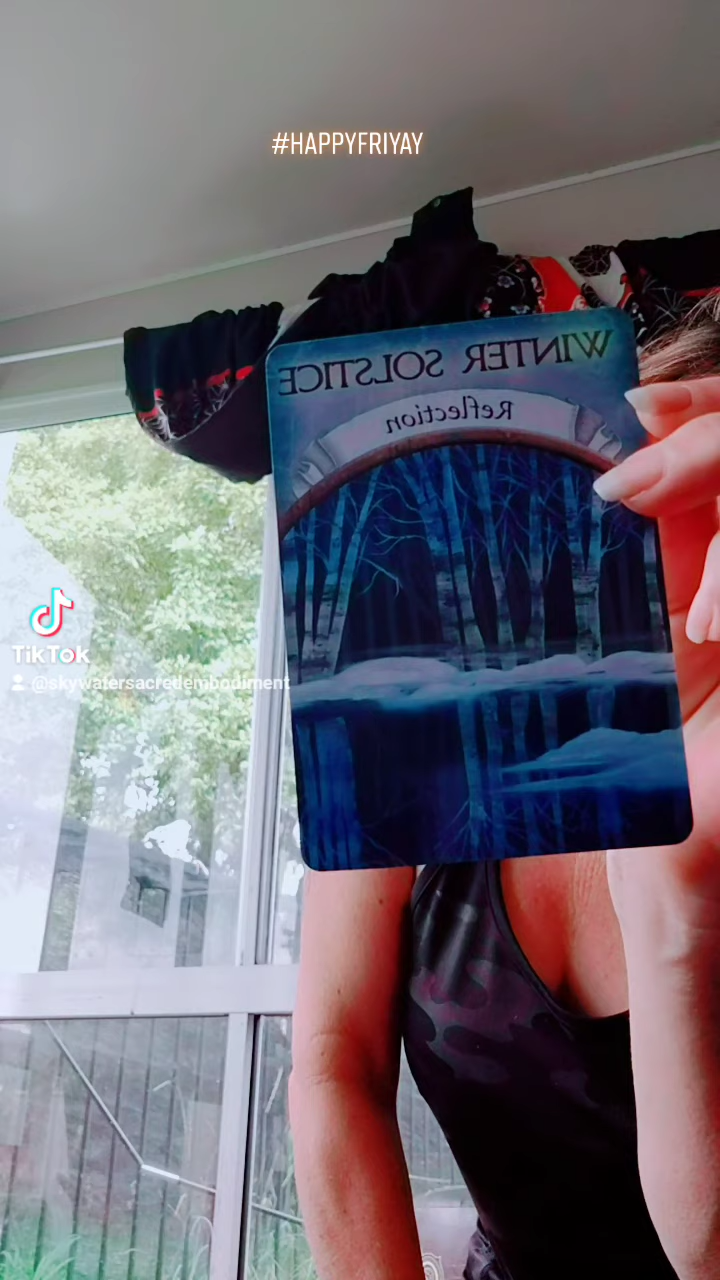 #HAPPYFRIYAY
WINTER SOLSTICE
Reflection
TikTok
@skywatersacredembodiment